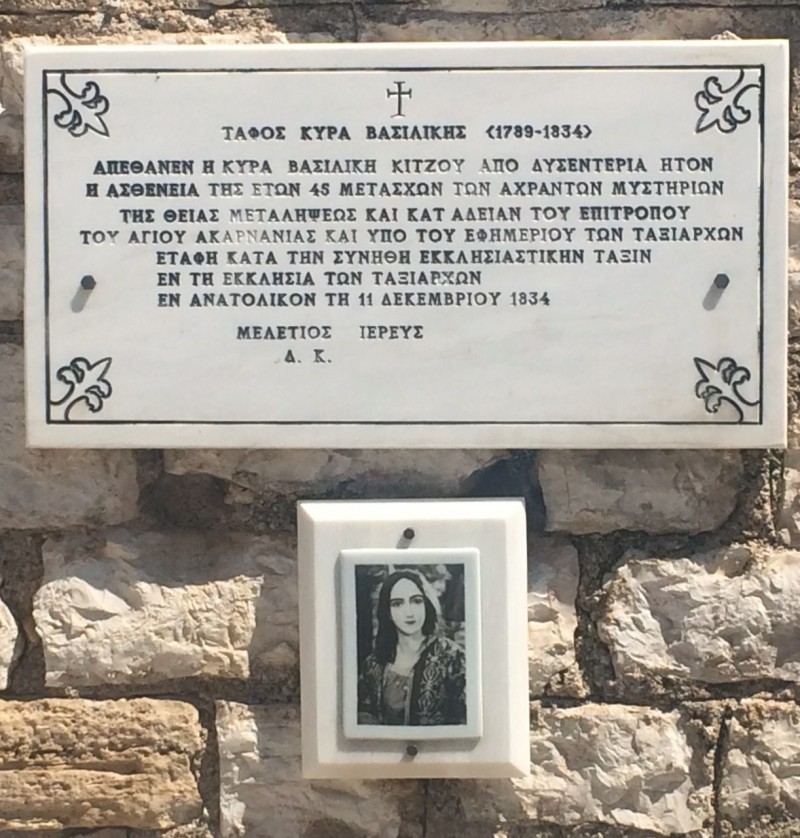 ΤΑΦΟΣ ΚΥΡΑ ΒΑΣΙΛΙΚΗΣ <1789-1834>
ΑΠΕΘΑΝΕΝ Η ΚΥΡΑ ΒΑΣΙΛΙΚΗ ΚΙΤΖΟΥ ΑΠΟ ΔΥΣΕΝΤΕΡΙΑ ΗΤΟΝ
Η ΑΣΘΕΝΕΙΑ ΤΗΣ ΕΤΩΝ 45 ΜΕΤΑΣΧΩΝ ΤΩΝ ΑΧΡΑΝΤΩΝ ΜΥΣΤΗΡΙΩΝ
ΤΗΣ ΘΕΙΑΣ ΜΕΤΑΛΗΨΕΩΣ ΚΑΙ ΚΑΤ ΑΔΕΙΑΝ ΤΟΥ ΕΠΙΤΡΟΠΟΥ
ΤΟΥ ΑΓΙΟΥ ΑΚΑΡΝΑΝΙΑΣ ΚΑΙ ΥΠΟ ΤΟΥ ΕΦΗΜΕΡΙΟΥ ΤΩΝ ΤΑΞΙΑΡΧΩΝ
ΕΤΑΦΗ ΚΑΤΑ ΤΗΝ ΣΥΝΗΘΗ ΕΚΚΛΗΣΙΑΣΤΙΚΗΝ ΤΑΞΙΝ
ΕΝ ΤΗ ΕΚΚΛΗΣΙΑ ΤΩΝ ΤΑΞΙΑΡΧΩΝ
ΕΝ ΑΝΑΤΟΛΙΚΟΝ ΤΗ 11 ΔΕΚΕΜΒΡΙΟΥ 1834
ΜΕΛΕΤΙΟΣ ΙΕΡΕΥΣ
Δ. Κ.